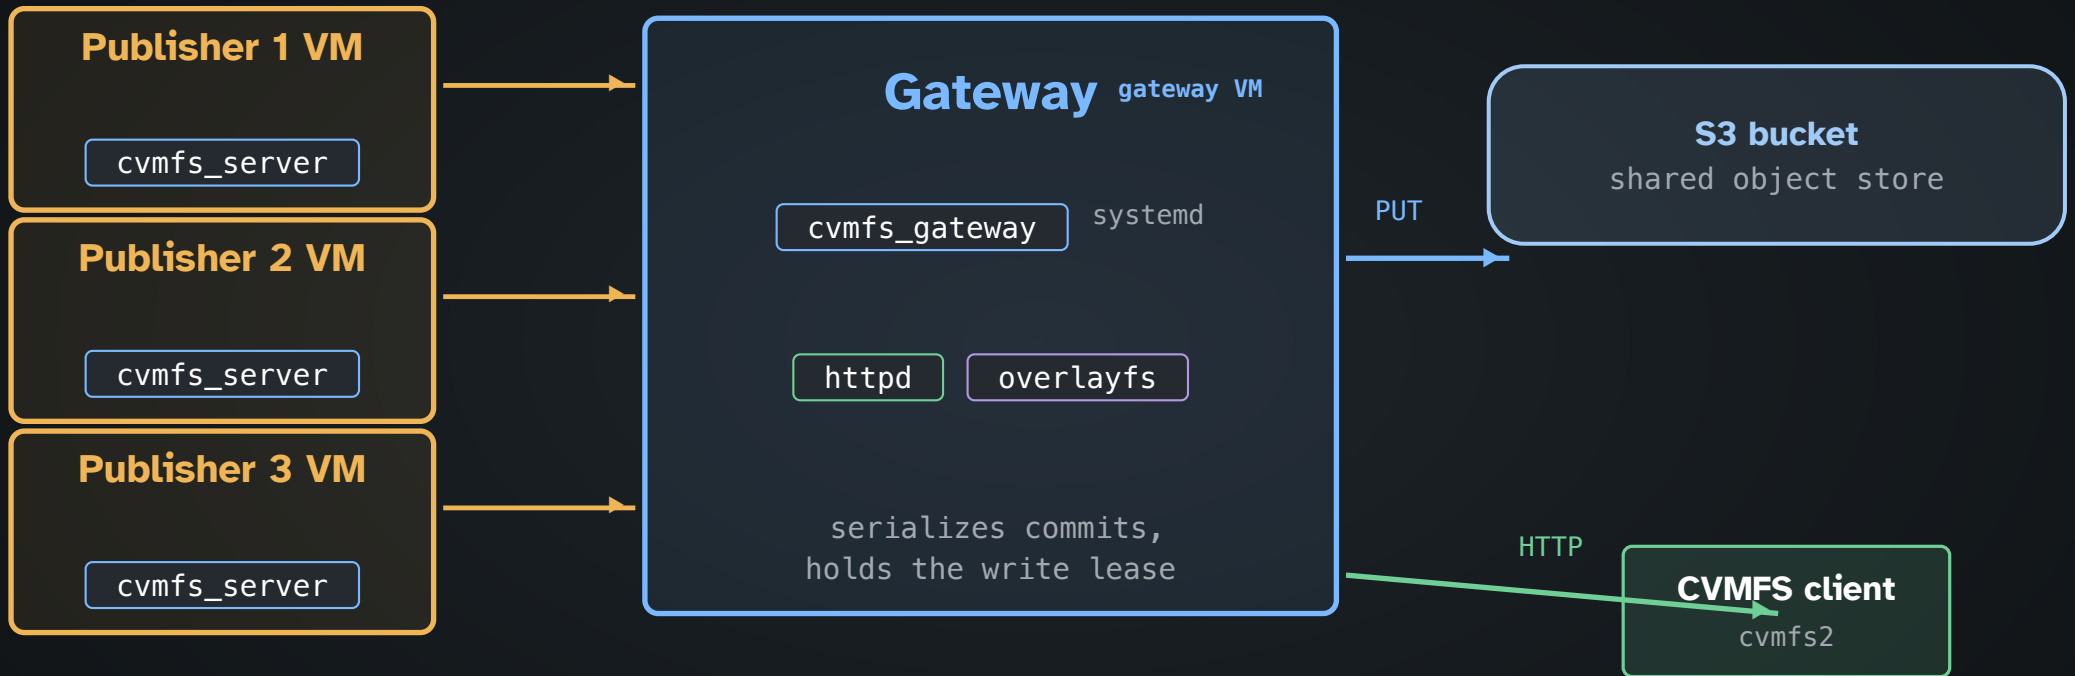 Publisher 1 VM
cvmfs_server
Publisher 2 VM
cvmfs_server
Publisher 3 VM
cvmfs_server
Gateway gateway VM
cvmfs_gateway systemd
httpd overlayfs
serializes commits,
holds the write lease
PUT
S3 bucket
shared object store
HTTP
CVMFS client
cvmfs2